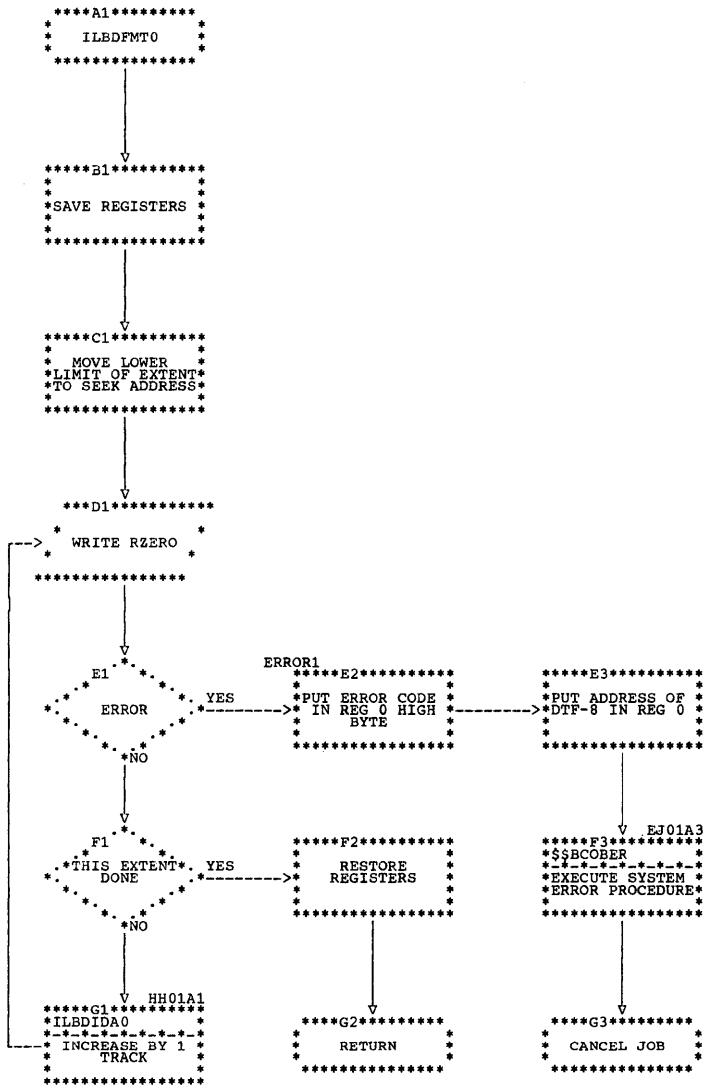 A1
ILBDFMT0
B1
SAVE REGISTERS
C1
MOVE LOWER
LIMIT OF EXTENT
TO SEEK ADDRESS
D1
WRITE RZERO
E1
ERROR
YES
NO
ERROR1
E2
PUT ERROR CODE
IN REG 0 HIGH
BYTE
E3
PUT ADDRESS OF
DTF-8 IN REG 0
F1
THIS EXTENT
DONE
YES
NO
F2
RESTORE
REGISTERS
EJ01A3
F3
$$BCOBER
EXECUTE SYSTEM
ERROR PROCEDURE
HH01A1
G1
ILBDIDA0
INCREASE BY 1
TRACK
G2
RETURN
G3
CANCEL JOB